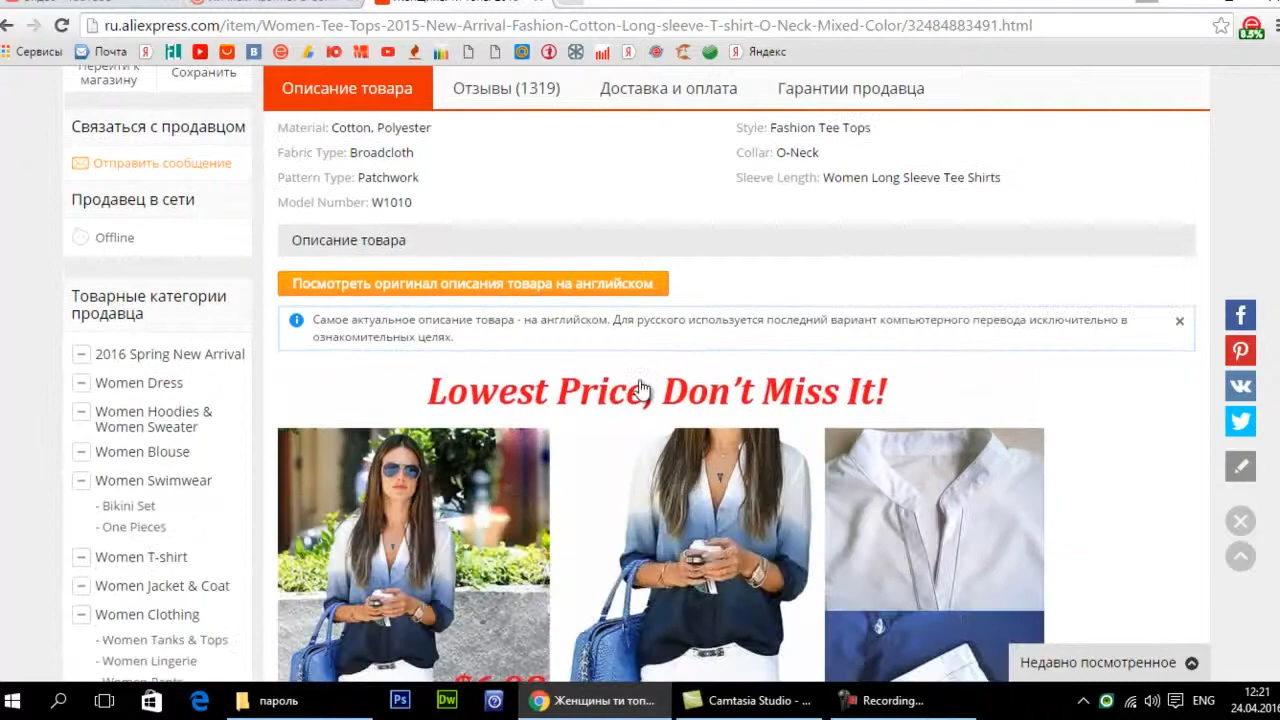 ru.aliexpress.com/item/Women-Tee-Tops-2015-New-Arrival-Fashion-Cotton-Long-sleeve-T-shirt-O-Neck-Mixed-Color/32484883491.html
8.5%
Сервисы
Почта
Яндекс
Перейти к
магазину
Сохранить
Связаться с продавцом
Отправить сообщение
Продавец в сети
Offline
Товарные категории
продавца
2016 Spring New Arrival
Women Dress
Women Hoodies &
Women Sweater
Women Blouse
Women Swimwear
- Bikini Set
- One Pieces
Women T-shirt
Women Jacket & Coat
Women Clothing
- Women Tanks & Tops
- Women Lingerie
Описание товара
Отзывы (1319)
Доставка и оплата
Гарантии продавца
Material: Cotton, Polyester
Style: Fashion Tee Tops
Fabric Type: Broadcloth
Collar: O-Neck
Pattern Type: Patchwork
Sleeve Length: Women Long Sleeve Tee Shirts
Model Number: W1010
Описание товара
Посмотреть оригинал описания товара на английском
Самое актуальное описание товара - на английском. Для русского используется последний вариант компьютерного перевода исключительно в
ознакомительных целях.
Lowest Price, Don't Miss It!
Недавно посмотренное
пароль
Ps
Dw
Женщины ти топ...
Camtasia Studio - ...
Recording...
ENG
12:21
24.04.2016